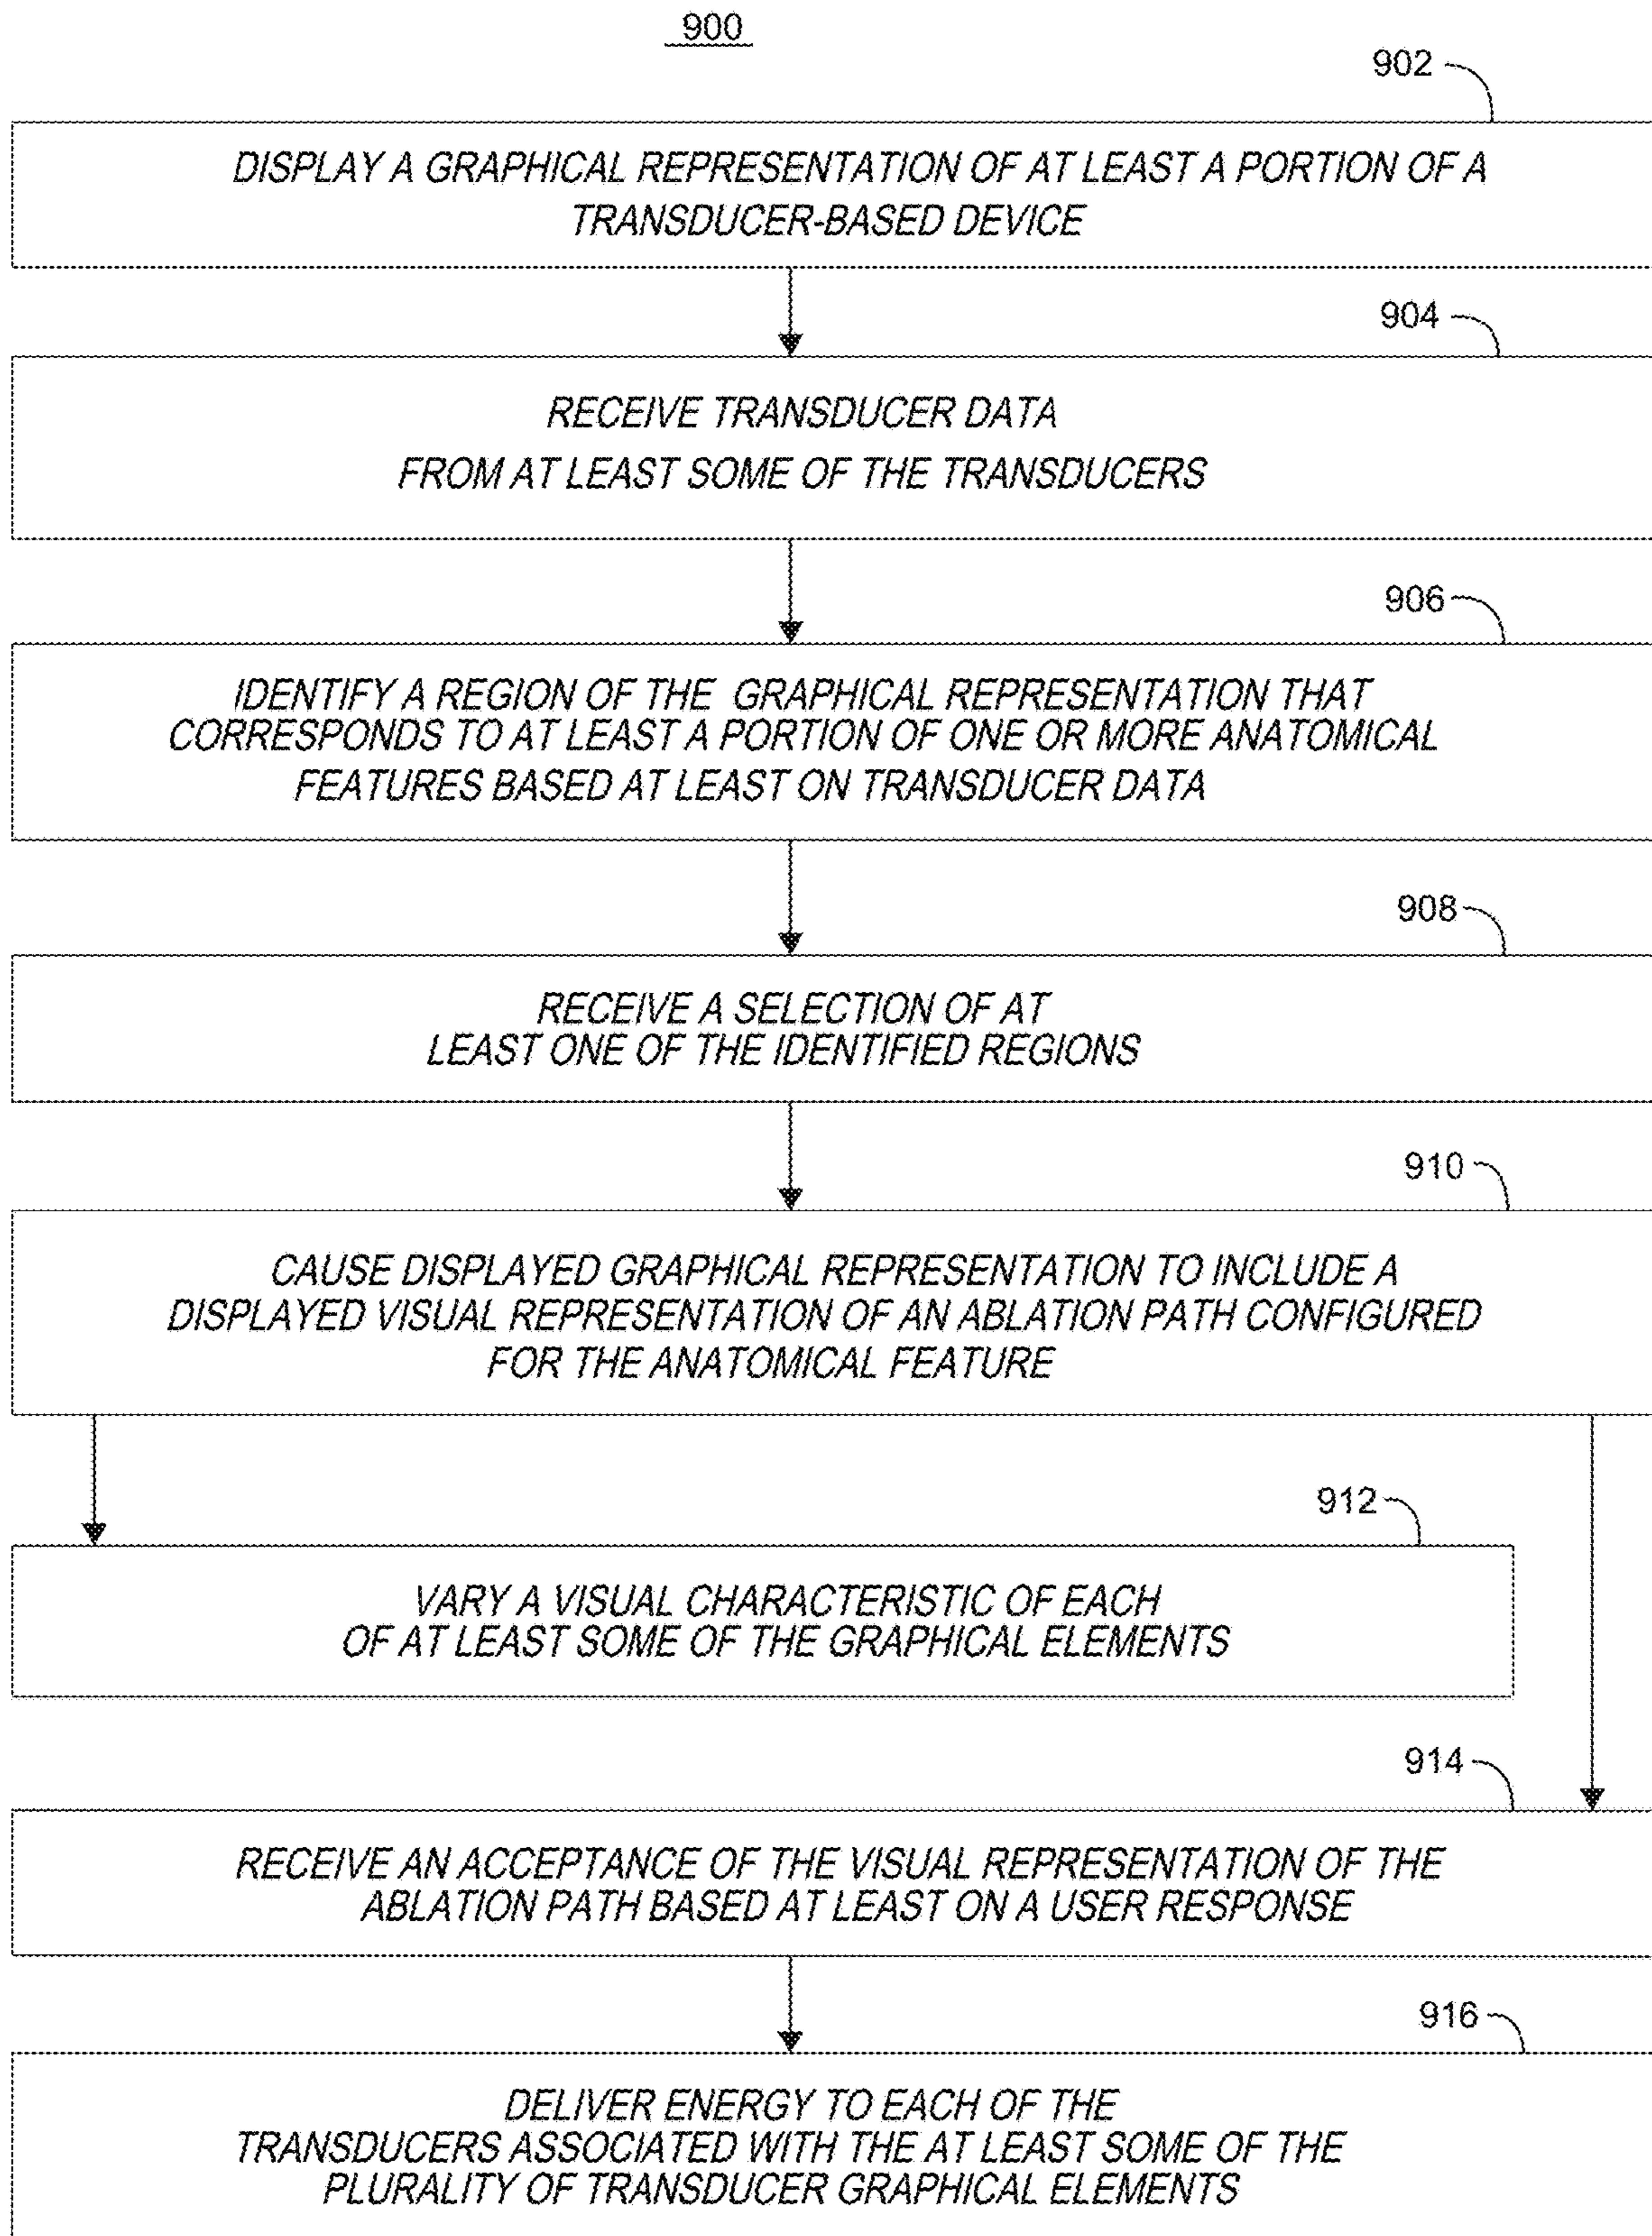 900
902
DISPLAY A GRAPHICAL REPRESENTATION OF AT LEAST A PORTION OF A
TRANSDUCER-BASED DEVICE
904
RECEIVE TRANSDUCER DATA
FROM AT LEAST SOME OF THE TRANSDUCERS
906
IDENTIFY A REGION OF THE GRAPHICAL REPRESENTATION THAT
CORRESPONDS TO AT LEAST A PORTION OF ONE OR MORE ANATOMICAL
FEATURES BASED AT LEAST ON TRANSDUCER DATA
908
RECEIVE A SELECTION OF AT
LEAST ONE OF THE IDENTIFIED REGIONS
910
CAUSE DISPLAYED GRAPHICAL REPRESENTATION TO INCLUDE A
DISPLAYED VISUAL REPRESENTATION OF AN ABLATION PATH CONFIGURED
FOR THE ANATOMICAL FEATURE
912
VARY A VISUAL CHARACTERISTIC OF EACH
OF AT LEAST SOME OF THE GRAPHICAL ELEMENTS
914
RECEIVE AN ACCEPTANCE OF THE VISUAL REPRESENTATION OF THE
ABLATION PATH BASED AT LEAST ON A USER RESPONSE
916
DELIVER ENERGY TO EACH OF THE
TRANSDUCERS ASSOCIATED WITH THE AT LEAST SOME OF THE
PLURALITY OF TRANSDUCER GRAPHICAL ELEMENTS